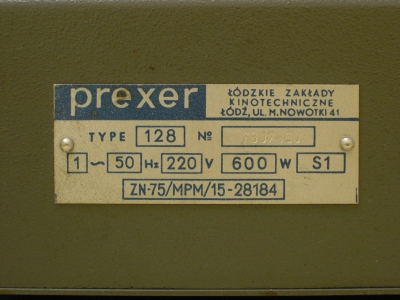 prexer
ŁÓDZKIE ZAKŁADY
KINOTECHNICZNE
ŁÓDŹ, UL. M. NOWOTKI 41
TYPE 128 №
1 ~ 50 Hz 220 V 600 W S1
ZN-75/MPM/15-28184